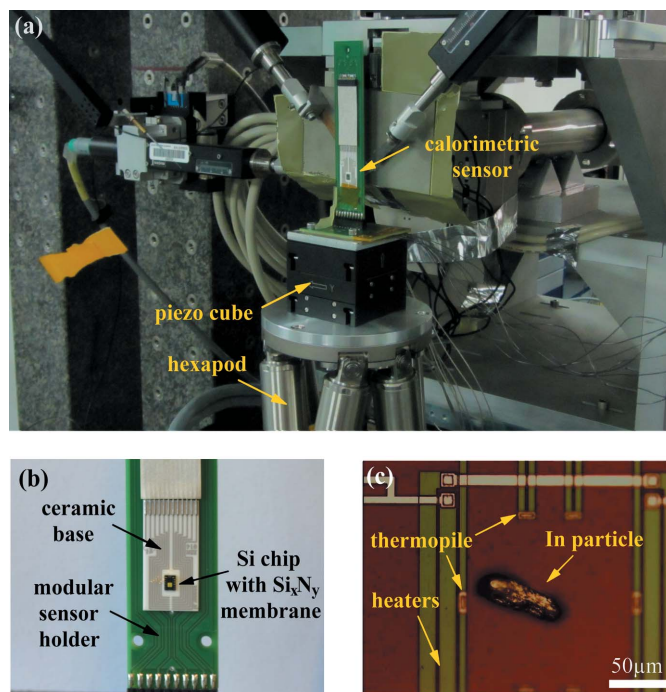 (a)
calorimetric
sensor
piezo cube
Y
hexapod
(b)
ceramic
base
Si chip
with SixNy
membrane
modular
sensor
holder
(c)
thermopile
In particle
heaters
50μm